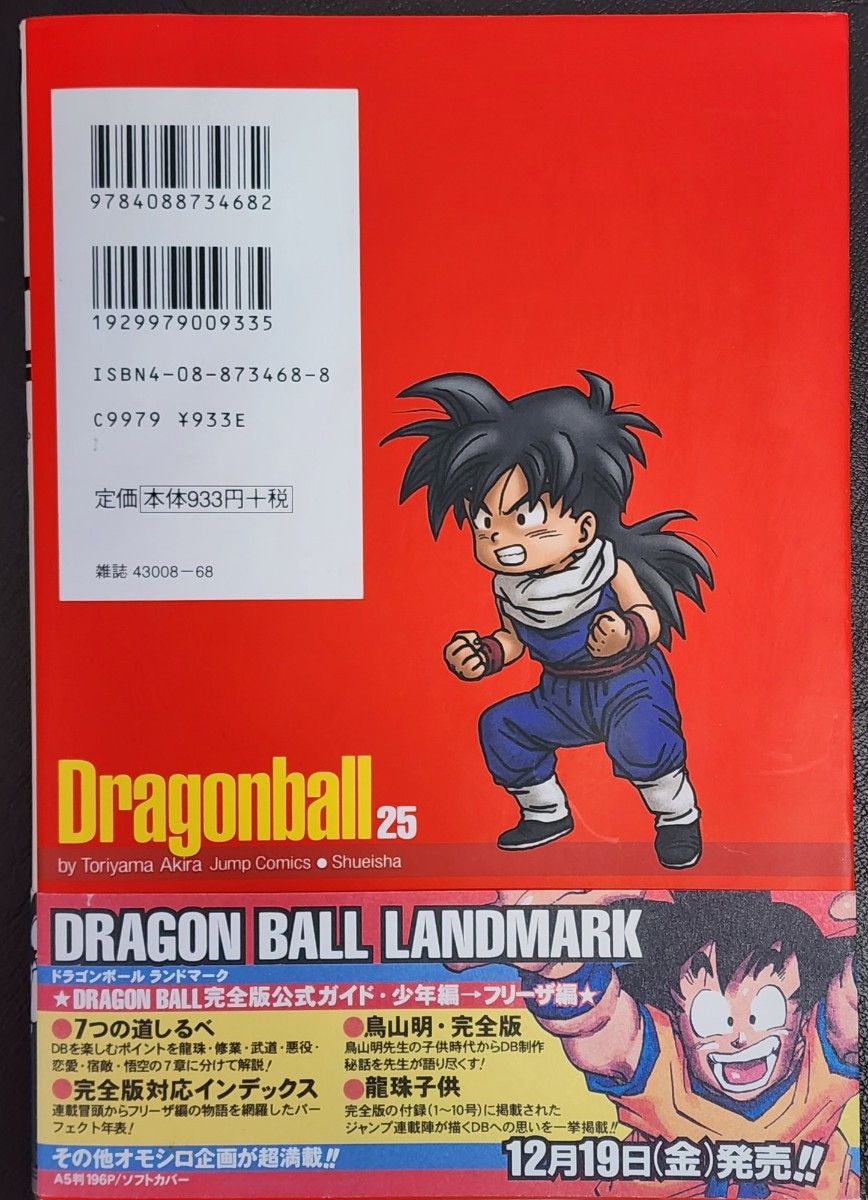 9784088734682
1929979009335
ISBN4-08-873468-8
C9979 ¥933E
定価 本体933円+税
雑誌 43008-68
Dragonball 25
by Toriyama Akira Jump Comics ● Shueisha
DRAGON BALL LANDMARK
ドラゴンボール ランドマーク
★DRAGON BALL完全版公式ガイド・少年編→フリーザ編★
●7つの道しるべ
DBを楽しむポイントを龍珠・修業・武道・悪役・
恋愛・宿敵・悟空の7章に分けて解説!
●鳥山明・完全版
鳥山明先生の子供時代からDB制作
秘話を先生が語り尽くす!
●完全版対応インデックス
連載冒頭からフリーザ編の物語を網羅したパー
フェクト年表!
●龍珠子供
完全版の付録(1〜10号)に掲載された
ジャンプ連載陣が描くDBへの思いを一挙掲載!!
その他オモシロ企画が超満載!!
A5判196P/ソフトカバー
12月19日(金)発売!!